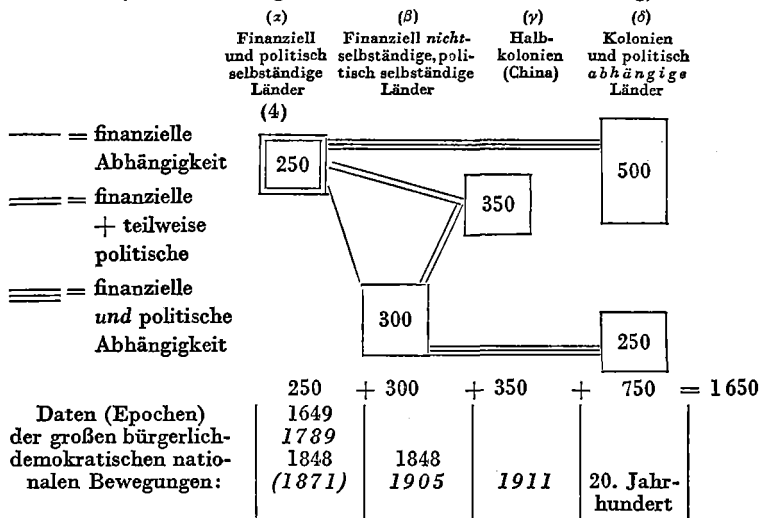 (α) (β) (γ) (δ)
Finanziell Finanziell nicht- Halb- Kolonien
und politisch selbständige, poli- kolonien und politisch
selbständige tisch selbständige (China) abhängige
Länder Länder Länder
(4)
—— = finanzielle
Abhängigkeit
250
500
= finanzielle
+ teilweise
politische
350
= finanzielle
und politische
Abhängigkeit
300
250
250 + 300 + 350 + 750 = 1650
Daten (Epochen) 1649
der großen bürgerlich- 1789
demokratischen natio- 1848 1848
nalen Bewegungen: (1871) 1905 1911 20. Jahr-
hundert